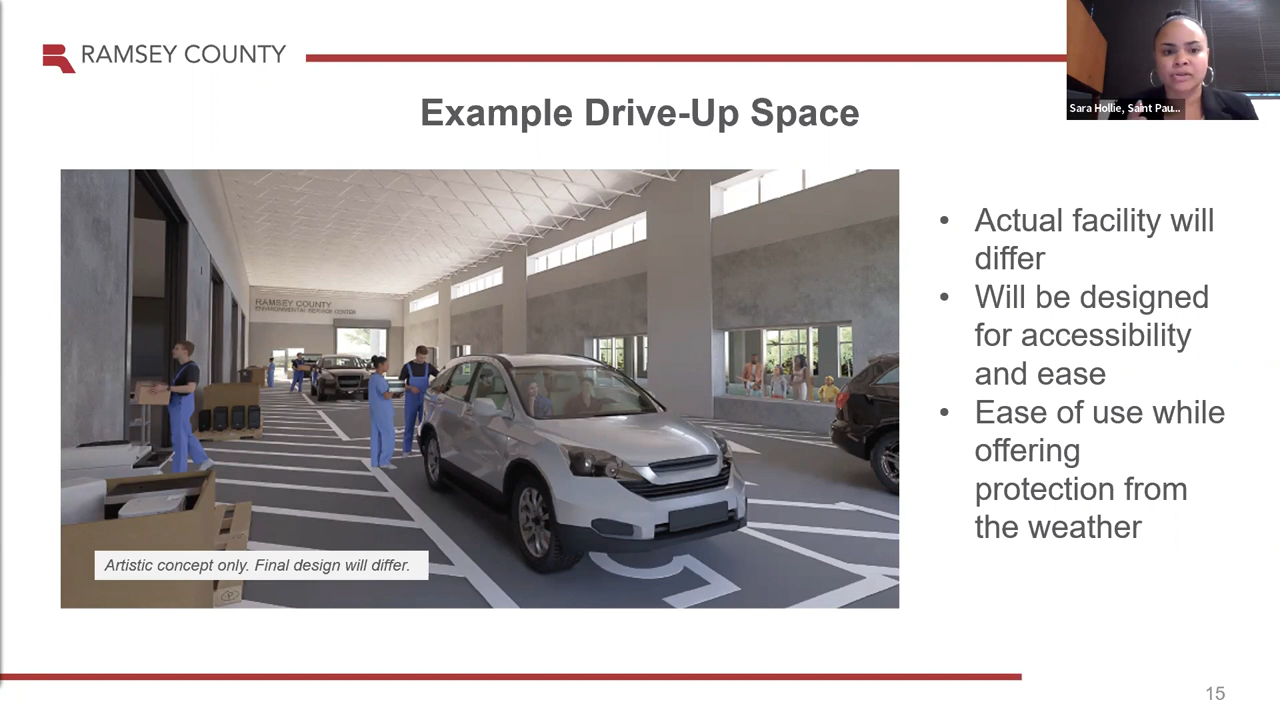 RAMSEY COUNTY
Sara Hollie, Saint Pau...
Example Drive-Up Space
RAMSEY COUNTY
ENVIRONMENTAL SERVICE CENTER
Artistic concept only. Final design will differ.
• Actual facility will
differ
• Will be designed
for accessibility
and ease
• Ease of use while
offering
protection from
the weather
15